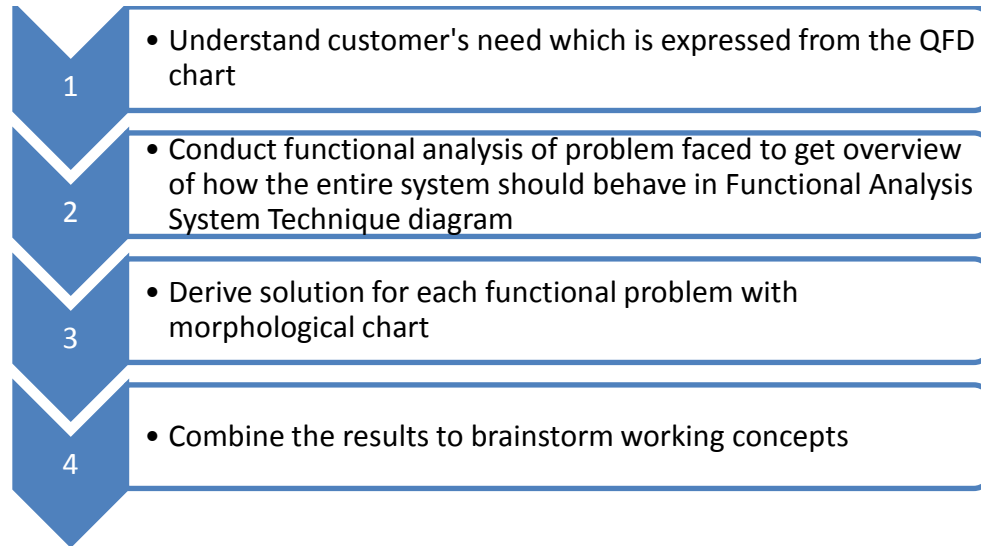 1
• Understand customer's need which is expressed from the QFD
chart
2
• Conduct functional analysis of problem faced to get overview
of how the entire system should behave in Functional Analysis
System Technique diagram
3
• Derive solution for each functional problem with
morphological chart
4
• Combine the results to brainstorm working concepts